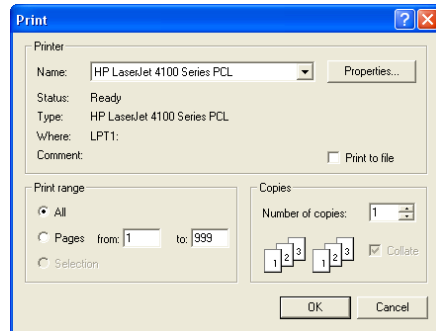 Print
Printer
Name: HP LaserJet 4100 Series PCL Properties...
Status: Ready
Type: HP LaserJet 4100 Series PCL
Where: LPT1:
Comment: Print to file
Print range
All
Pages from: 1 to: 999
Selection
Copies
Number of copies: 1
1 2 3 1 2 3 Collate
OK Cancel